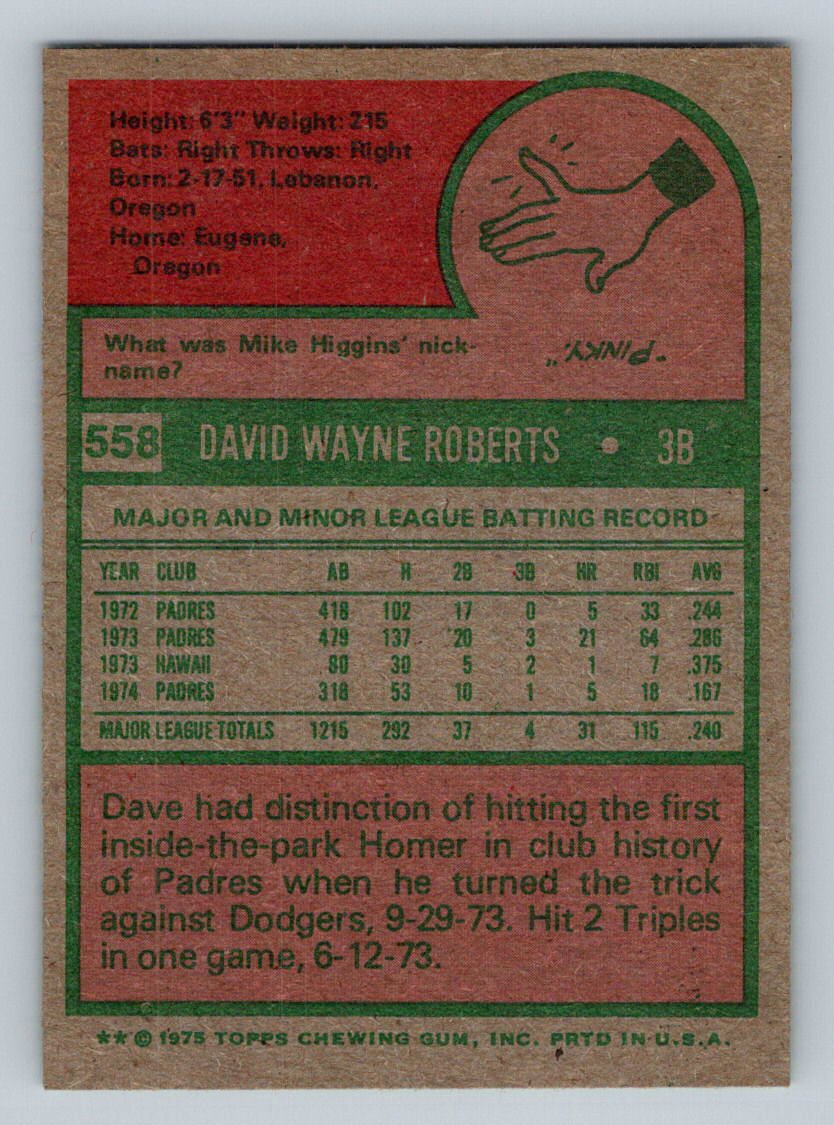 Height: 6'3" Weight: 215
Bats: Right Throws: Right
Born: 2-17-51, Lebanon,
Oregon
Home: Eugene,
Oregon
What was Mike Higgins' nick-
name?
"PINKY."
558 DAVID WAYNE ROBERTS • 3B
MAJOR AND MINOR LEAGUE BATTING RECORD
YEAR CLUB AB H 2B 3B HR RBI AVG
1972 PADRES 418 102 17 0 5 33 .244
1973 PADRES 479 137 20 3 21 64 .286
1973 HAWAII 80 30 5 2 1 7 .375
1974 PADRES 318 53 10 1 5 18 .167
MAJOR LEAGUE TOTALS 1215 292 37 4 31 115 .240
Dave had distinction of hitting the first
inside-the-park Homer in club history
of Padres when he turned the trick
against Dodgers, 9-29-73. Hit 2 Triples
in one game, 6-12-73.
** © 1975 TOPPS CHEWING GUM, INC. PRTD IN U.S.A.